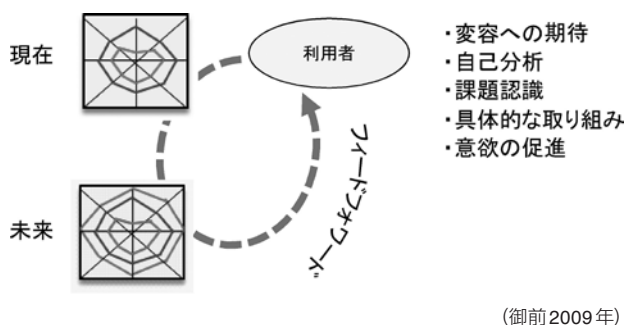 現在
利用者
・変容への期待
・自己分析
・課題認識
・具体的な取り組み
・意欲の促進
フィードフォワード
未来
(御前2009年)